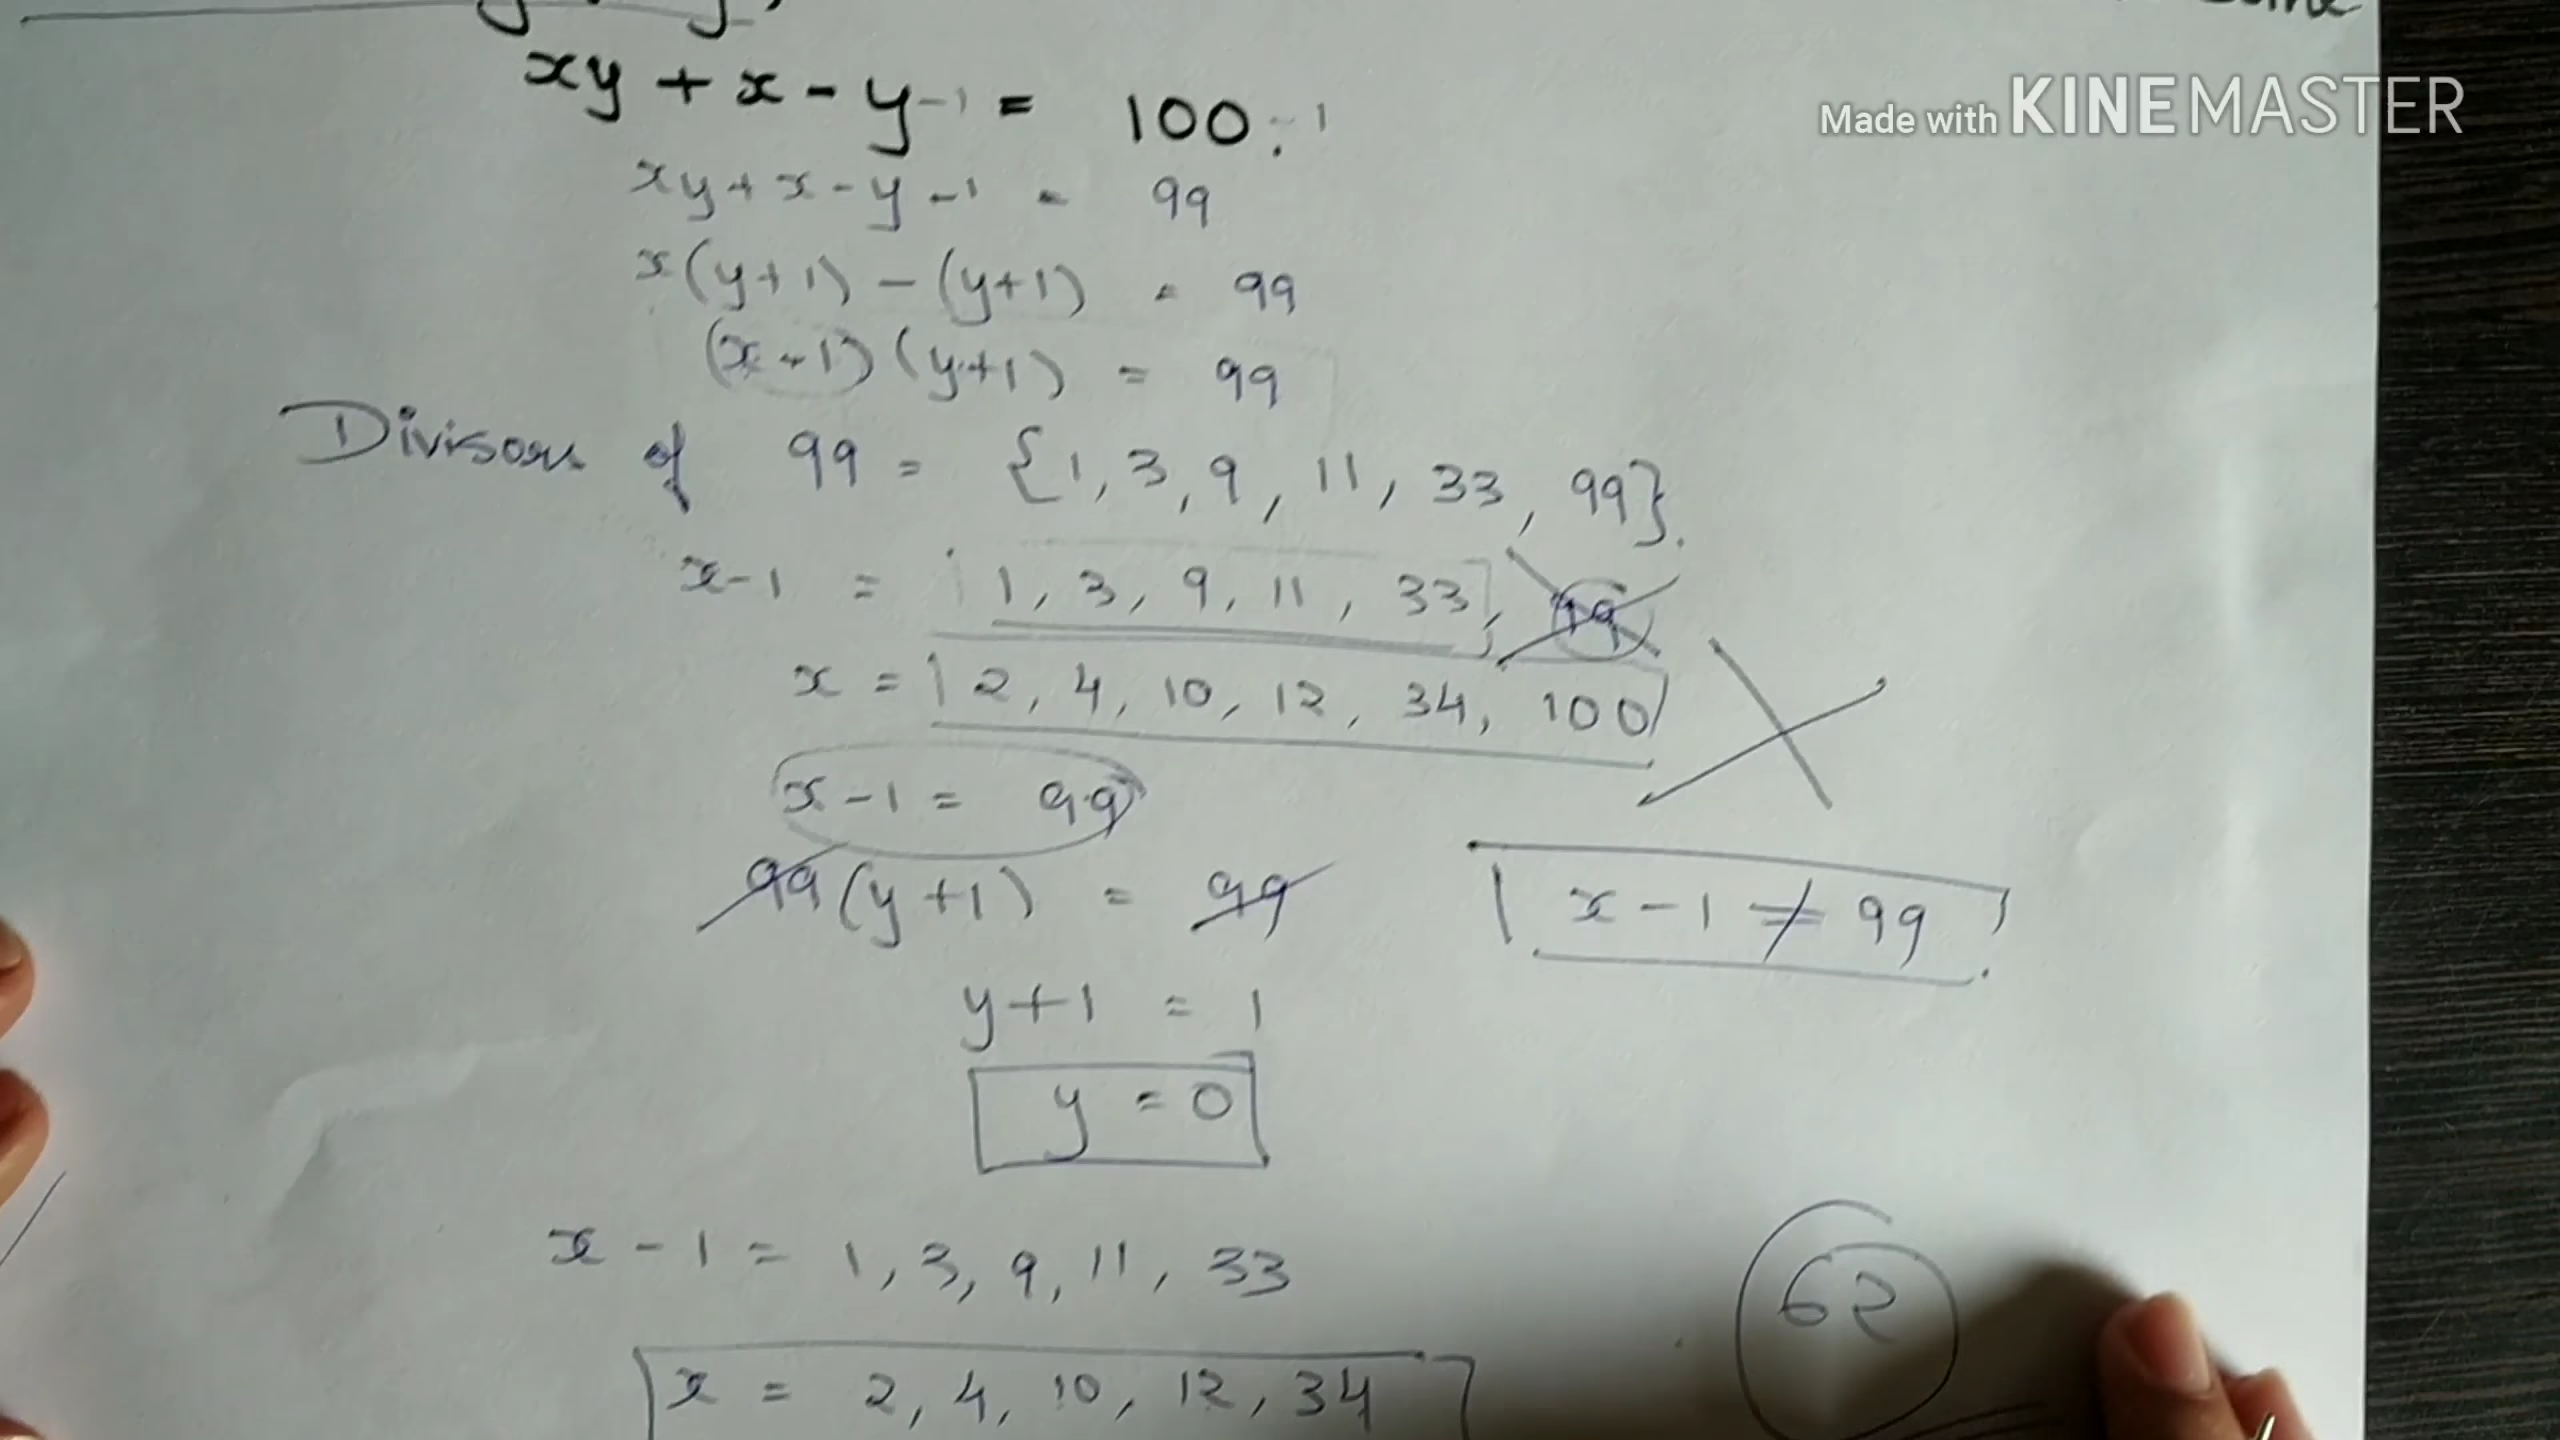 xy + x - y - 1 = 100. - 1
Made with KINEMASTER
xy + x - y - 1 = 99
x(y+1) - (y+1) = 99
(x-1)(y+1) = 99
Divisors of 99 = {1, 3, 9, 11, 33, 99}.
x-1 = 1, 3, 9, 11, 33, 99
x = 2, 4, 10, 12, 34, 100
x-1 = 99
99(y+1) = 99
x-1 ≠ 99
y+1 = 1
y = 0
x-1 = 1, 3, 9, 11, 33
62
x = 2, 4, 10, 12, 34